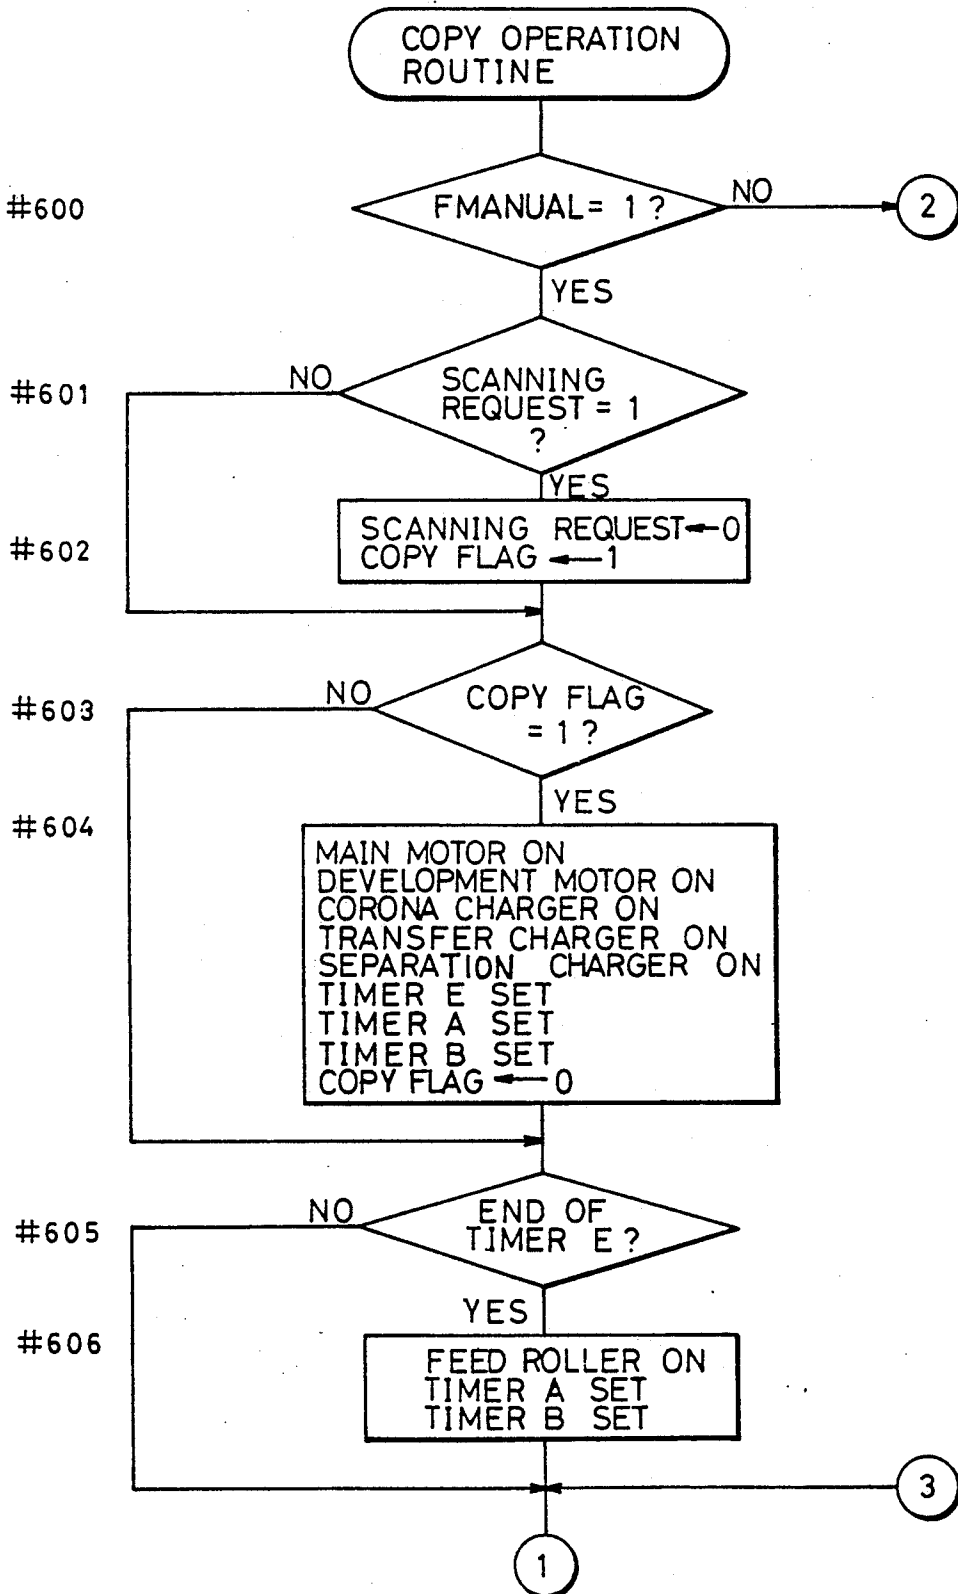 COPY OPERATION
ROUTINE
#600
FMANUAL= 1 ?
NO
2
YES
#601
NO
SCANNING
REQUEST = 1
?
YES
#602
SCANNING REQUEST←0
COPY FLAG ←1
#603
NO
COPY FLAG
= 1 ?
YES
#604
MAIN MOTOR ON
DEVELOPMENT MOTOR ON
CORONA CHARGER ON
TRANSFER CHARGER ON
SEPARATION CHARGER ON
TIMER E SET
TIMER A SET
TIMER B SET
COPY FLAG ← 0
#605
NO
END OF
TIMER E ?
YES
#606
FEED ROLLER ON
TIMER A SET
TIMER B SET
3
1